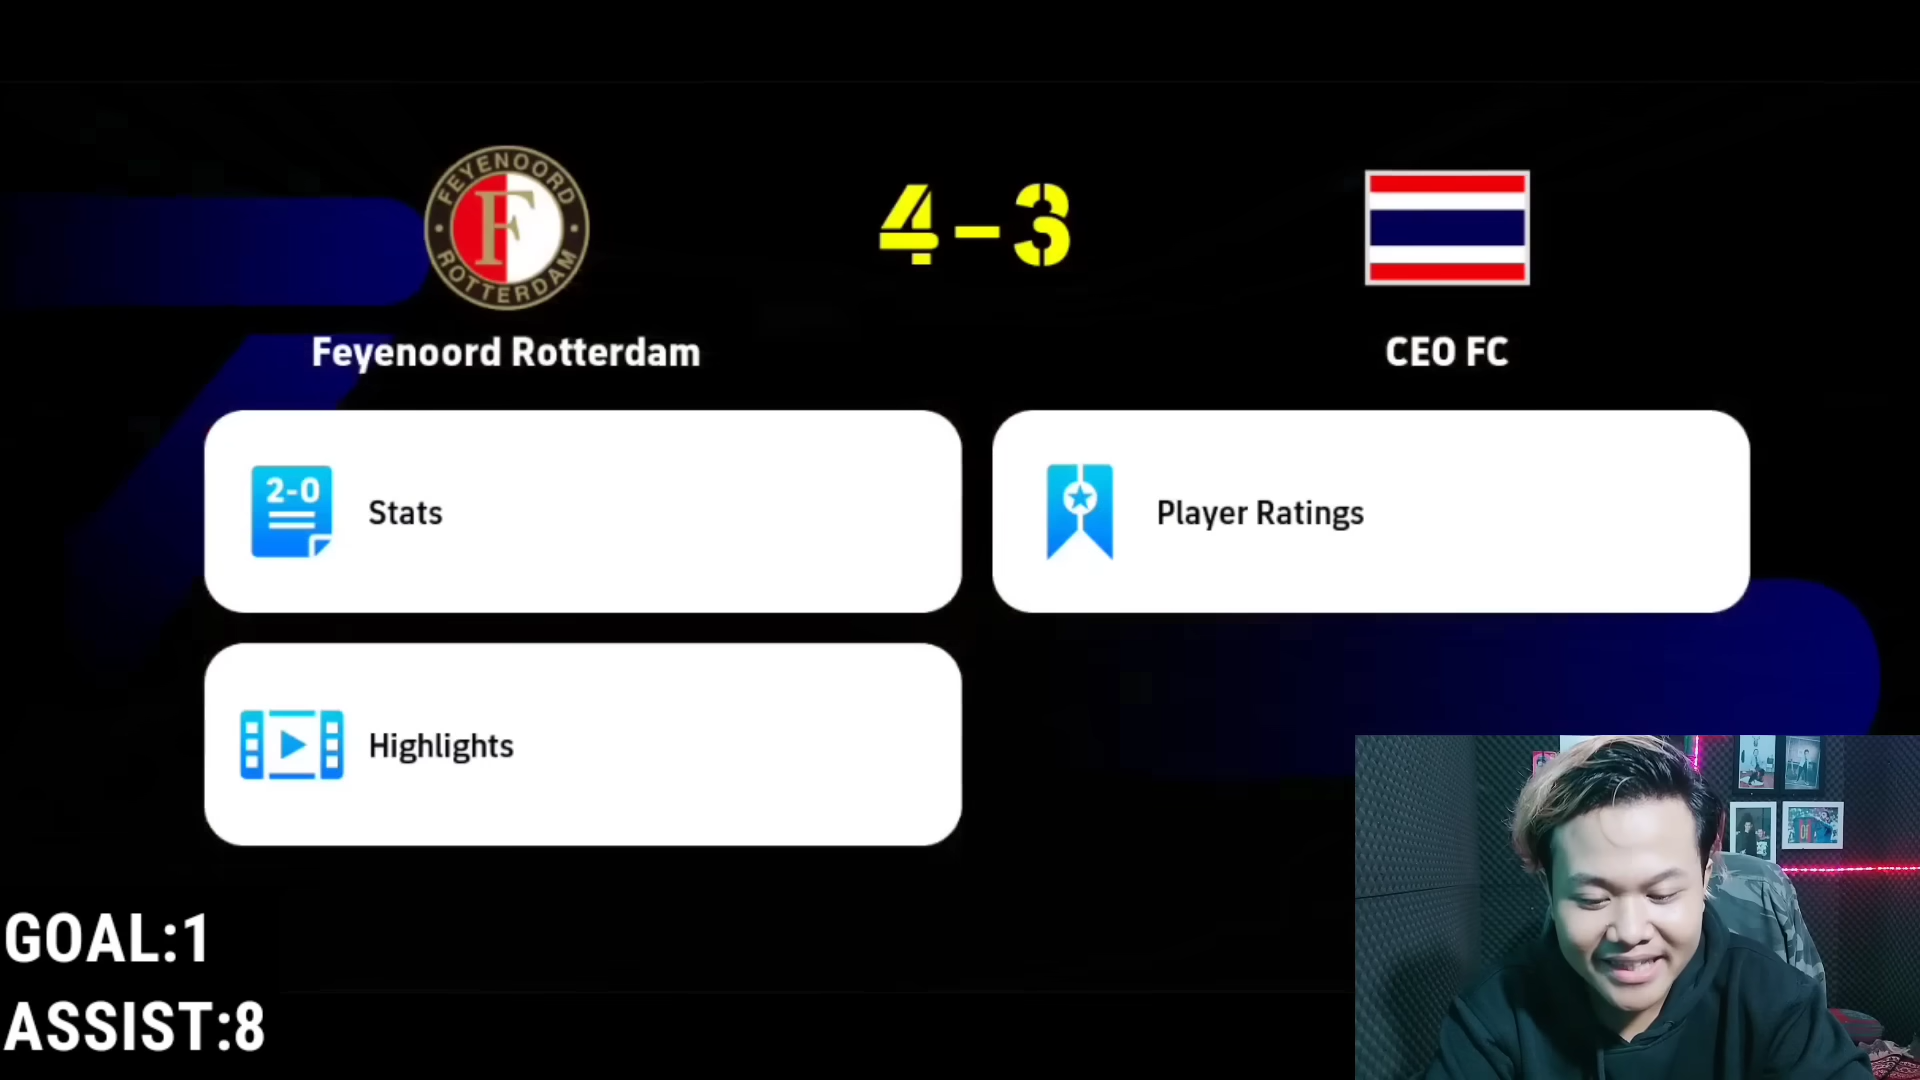 FEYENOORD
F
ROTTERDAM
4-3
Feyenoord Rotterdam
CEO FC
2-0
Stats
Player Ratings
Highlights
GOAL:1
ASSIST:8